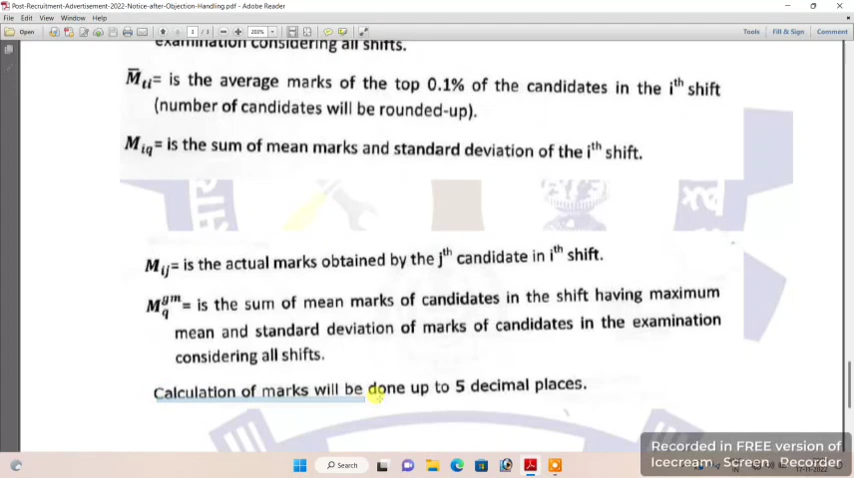 Post-Recruitment-Advertisement-2022-Notice-after-Objection-Handling.pdf - Adobe Reader
File Edit View Window Help
Open 200% Tools Fill & Sign Comment
examination considering all shifts.
M̄ti= is the average marks of the top 0.1% of the candidates in the ith shift
(number of candidates will be rounded-up).
Miq= is the sum of mean marks and standard deviation of the ith shift.
Mij= is the actual marks obtained by the jth candidate in ith shift.
Mqgm= is the sum of mean marks of candidates in the shift having maximum
mean and standard deviation of marks of candidates in the examination
considering all shifts.
Calculation of marks will be done up to 5 decimal places.
Recorded in FREE version of
Icecream Screen Recorder
Search